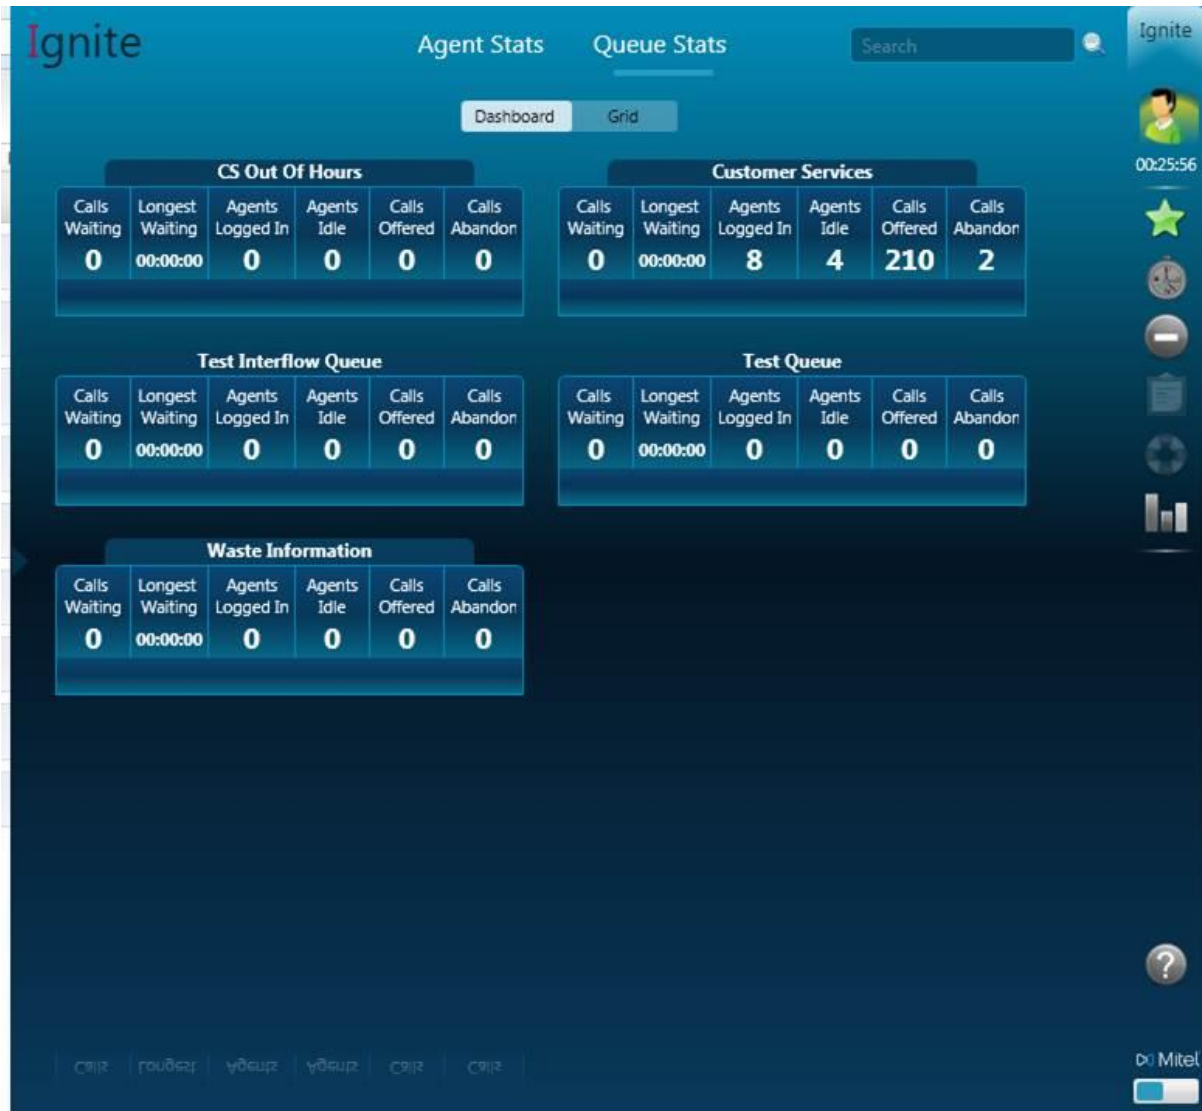 Ignite
Agent Stats Queue Stats
Search
Ignite
Dashboard Grid
00:25:56
CS Out Of Hours
Calls Waiting Longest Waiting Agents Logged In Agents Idle Calls Offered Calls Abandon
0 00:00:00 0 0 0 0
Customer Services
Calls Waiting Longest Waiting Agents Logged In Agents Idle Calls Offered Calls Abandon
0 00:00:00 8 4 210 2
Test Interflow Queue
Calls Waiting Longest Waiting Agents Logged In Agents Idle Calls Offered Calls Abandon
0 00:00:00 0 0 0 0
Test Queue
Calls Waiting Longest Waiting Agents Logged In Agents Idle Calls Offered Calls Abandon
0 00:00:00 0 0 0 0
Waste Information
Calls Waiting Longest Waiting Agents Logged In Agents Idle Calls Offered Calls Abandon
0 00:00:00 0 0 0 0
?
Calls Longest Agents Agents Calls Calls
Mitel